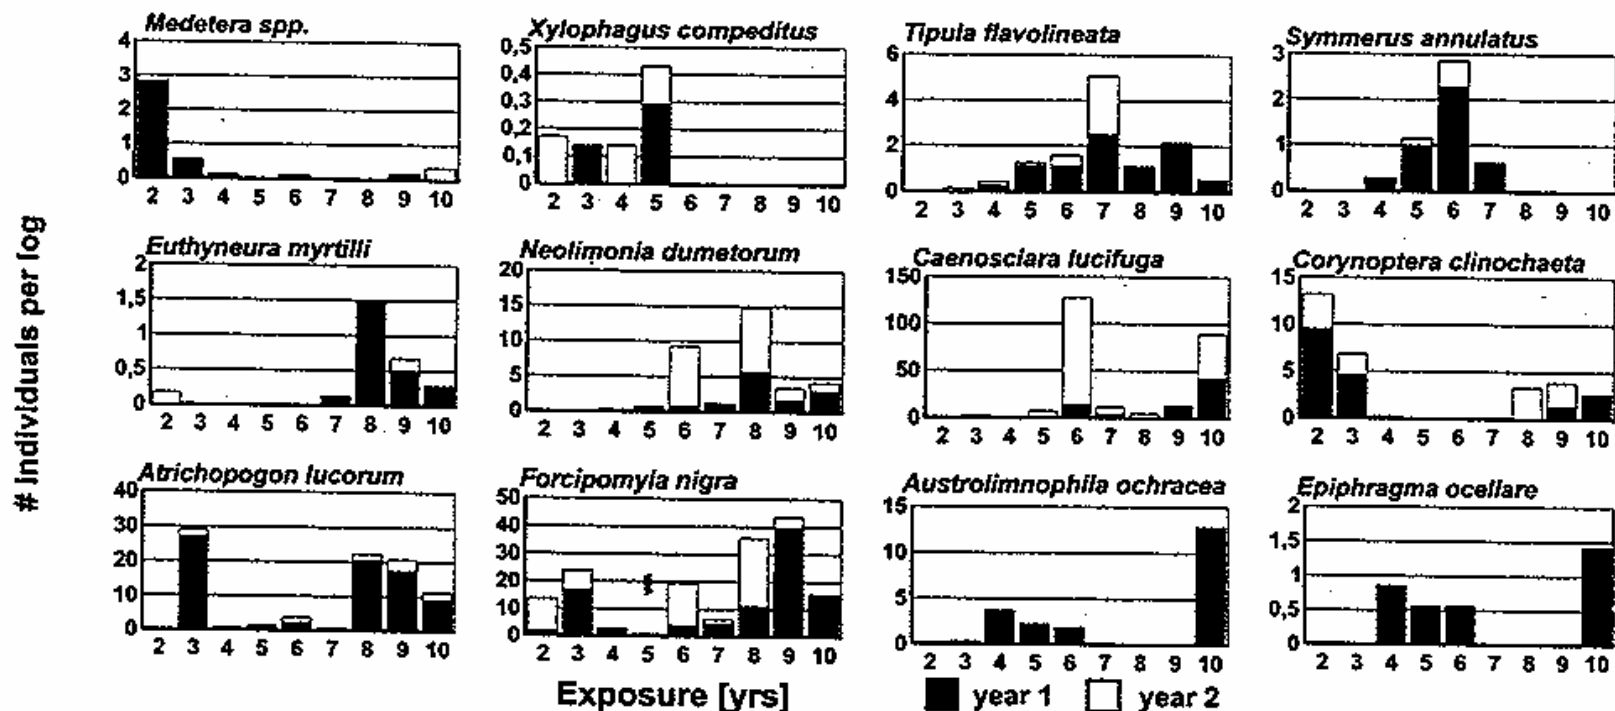 Medetera spp.
4
3
2
1
0
2 3 4 5 6 7 8 9 10
Xylophagus compeditus
0,5
0,4
0,3
0,2
0,1
0
2 3 4 5 6 7 8 9 10
Tipula flavolineata
6
4
2
0
2 3 4 5 6 7 8 9 10
Symmerus annulatus
3
2
1
0
2 3 4 5 6 7 8 9 10
# Individuals per log
Euthyneura myrtilli
2
1,5
1
0,5
0
2 3 4 5 6 7 8 9 10
Neolimonia dumetorum
20
15
10
5
0
2 3 4 5 6 7 8 9 10
Caenosciara lucifuga
150
100
50
0
2 3 4 5 6 7 8 9 10
Corynoptera clinochaeta
15
10
5
0
2 3 4 5 6 7 8 9 10
Atrichopogon lucorum
40
30
20
10
0
2 3 4 5 6 7 8 9 10
Forcipomyia nigra
50
40
30
20
10
0
2 3 4 5 6 7 8 9 10
Austrolimnophila ochracea
15
10
5
0
2 3 4 5 6 7 8 9 10
Epiphragma ocellare
2
1,5
1
0,5
0
2 3 4 5 6 7 8 9 10
Exposure [yrs]
year 1 year 2